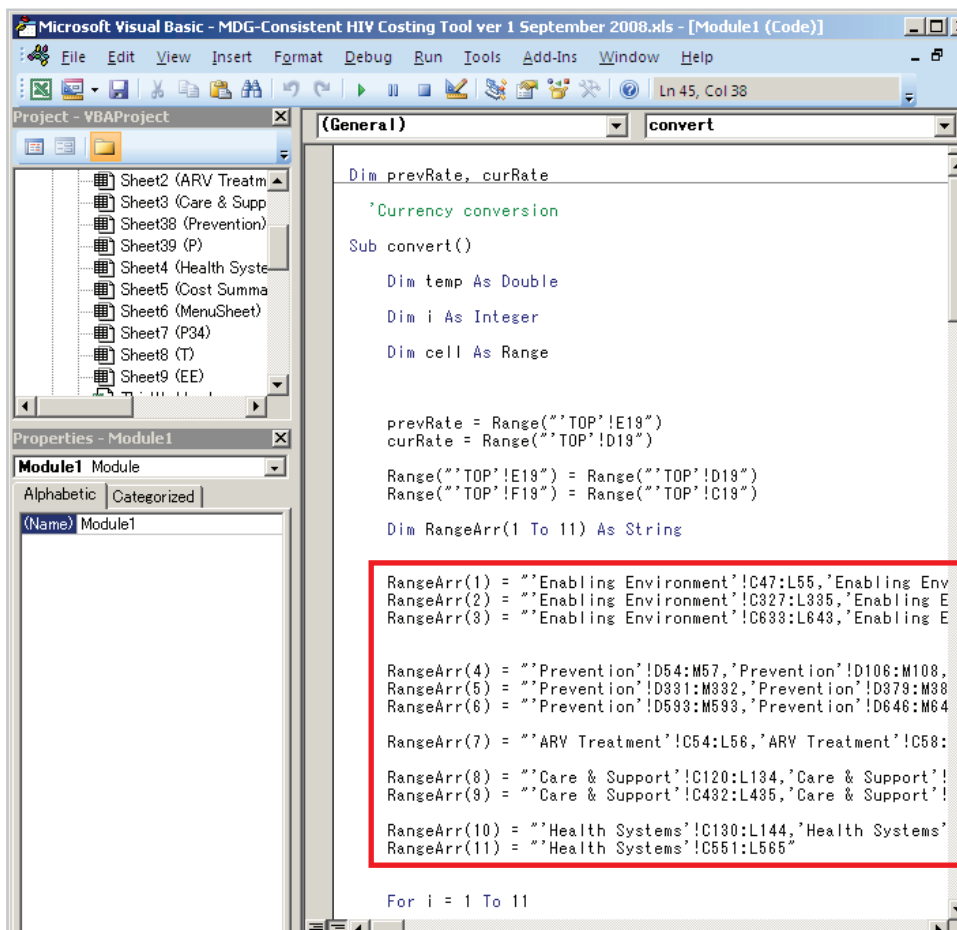 Microsoft Visual Basic - MDG-Consistent HIV Costing Tool ver 1 September 2008.xls - [Module1 (Code)]
File Edit View Insert Format Debug Run Tools Add-Ins Window Help
Ln 45, Col 38
Project - VBAProject
Sheet2 (ARV Treatm
Sheet3 (Care & Supp
Sheet38 (Prevention)
Sheet39 (P)
Sheet4 (Health Syste
Sheet5 (Cost Summa
Sheet6 (MenuSheet)
Sheet7 (P34)
Sheet8 (T)
Sheet9 (EE)
Properties - Module1
Module1 Module
Alphabetic Categorized
(Name) Module1
(General) convert
Dim prevRate, curRate
'Currency conversion
Sub convert()
Dim temp As Double
Dim i As Integer
Dim cell As Range
prevRate = Range("'TOP'!E19")
curRate = Range("'TOP'!D19")
Range("'TOP'!E19") = Range("'TOP'!D19")
Range("'TOP'!F19") = Range("'TOP'!C19")
Dim RangeArr(1 To 11) As String
RangeArr(1) = "'Enabling Environment'!C47:L55,'Enabling Env
RangeArr(2) = "'Enabling Environment'!C327:L335,'Enabling E
RangeArr(3) = "'Enabling Environment'!C633:L643,'Enabling E
RangeArr(4) = "'Prevention'!D54:M57,'Prevention'!D106:M108,
RangeArr(5) = "'Prevention'!D331:M332,'Prevention'!D379:M38
RangeArr(6) = "'Prevention'!D593:M593,'Prevention'!D646:M64
RangeArr(7) = "'ARV Treatment'!C54:L56,'ARV Treatment'!C58:
RangeArr(8) = "'Care & Support'!C120:L134,'Care & Support'!
RangeArr(9) = "'Care & Support'!C432:L435,'Care & Support'!
RangeArr(10) = "'Health Systems'!C130:L144,'Health Systems'
RangeArr(11) = "'Health Systems'!C551:L565"
For i = 1 To 11